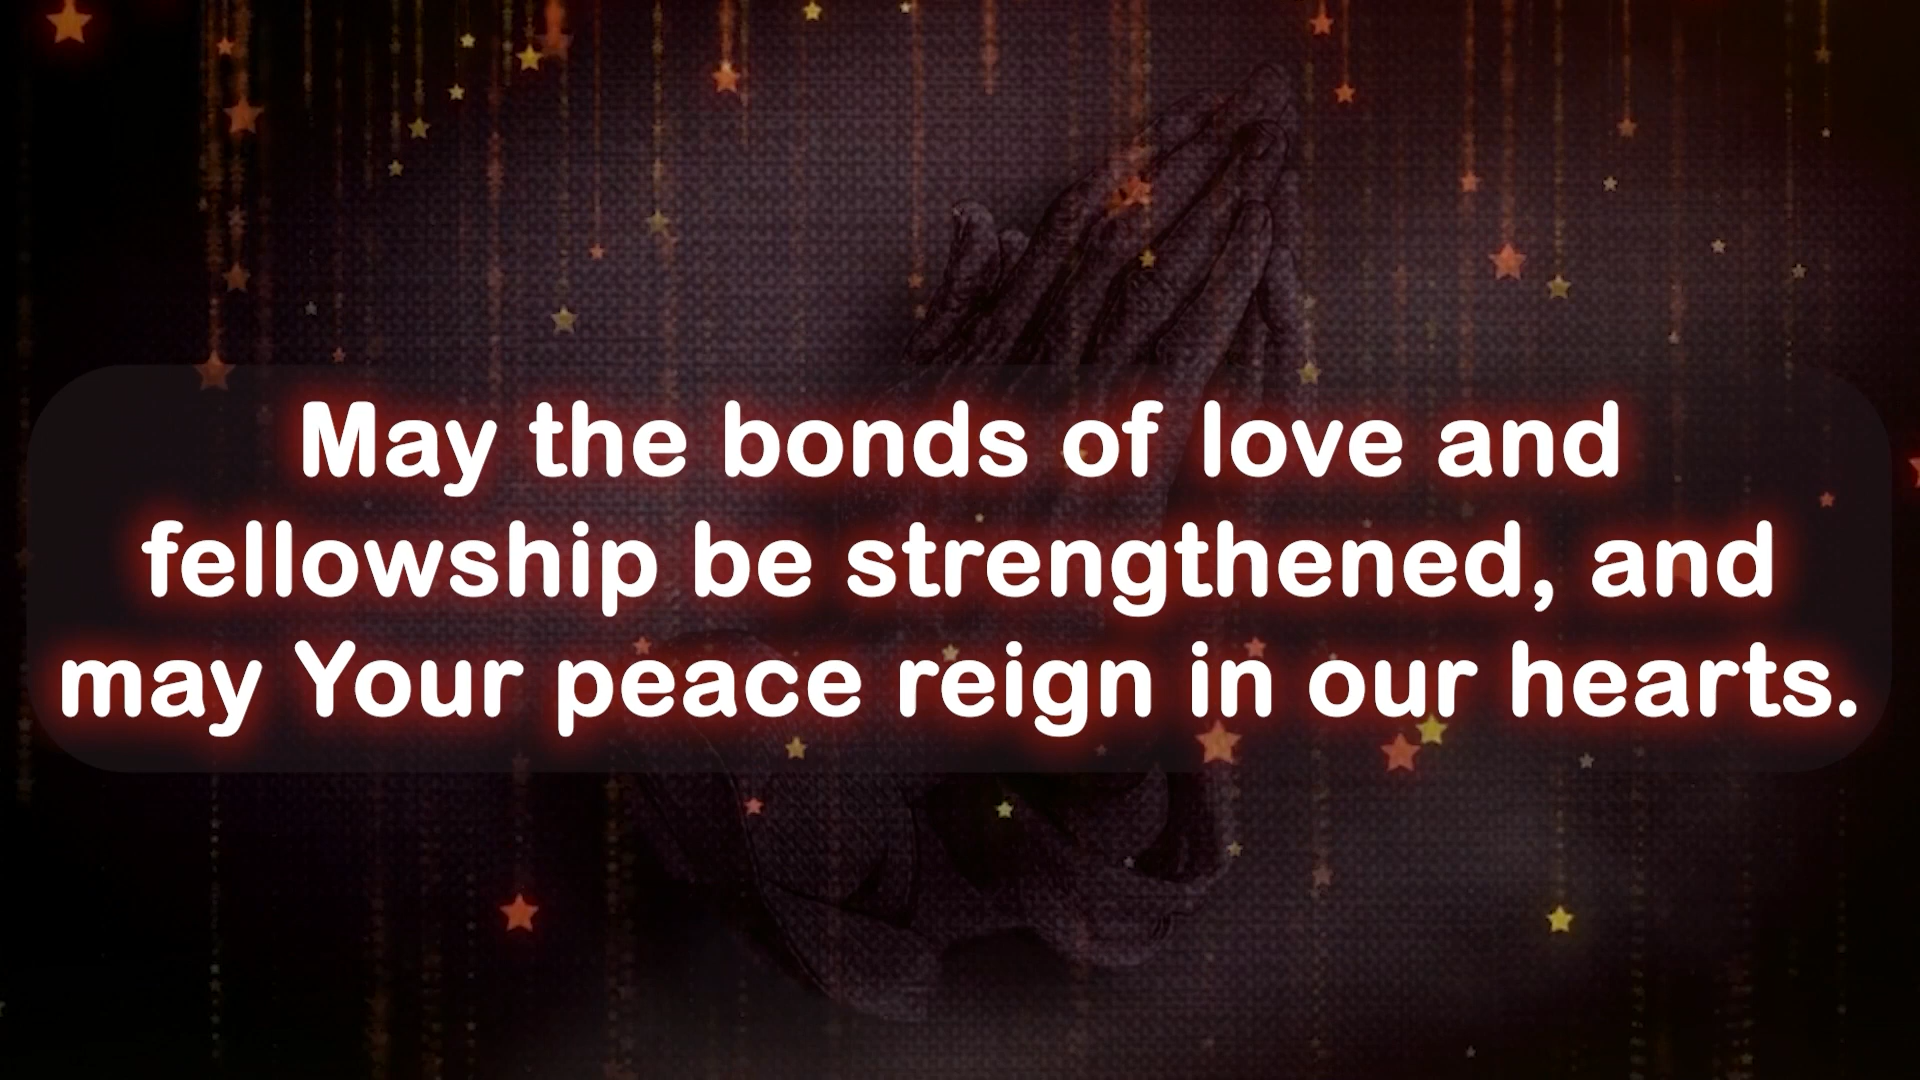 May the bonds of love and
fellowship be strengthened, and
may Your peace reign in our hearts.